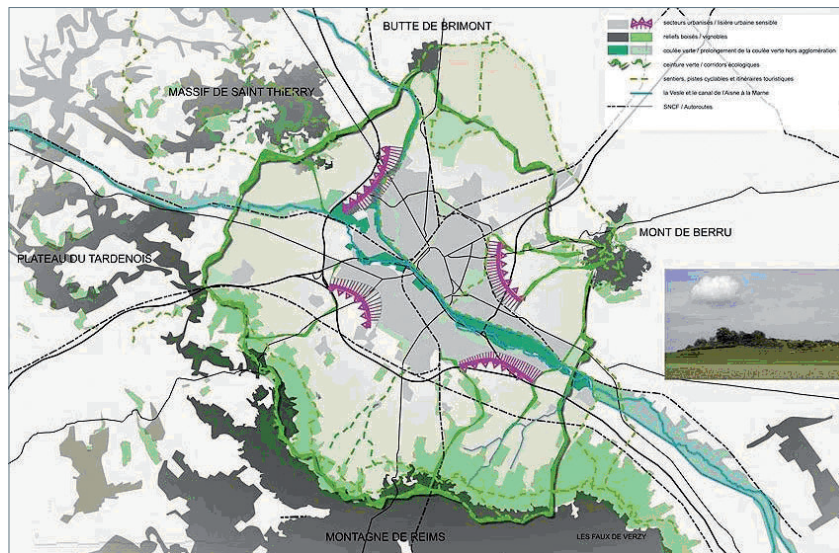 BUTTE DE BRIMONT
secteurs urbanisés / lisière urbaine sensible
reliefs boisés / vignobles
coulée verte / prolongement de la coulée verte hors agglomération
ceinture verte / corridors écologiques
sentiers, pistes cyclables et itinéraires touristiques
la Vesle et le canal de l'Aisne à la Marne
SNCF / Autoroutes
MASSIF DE SAINT THIERRY
MONT DE BERRU
PLATEAU DU TARDENOIS
MONTAGNE DE REIMS
LES FAUX DE VERZY